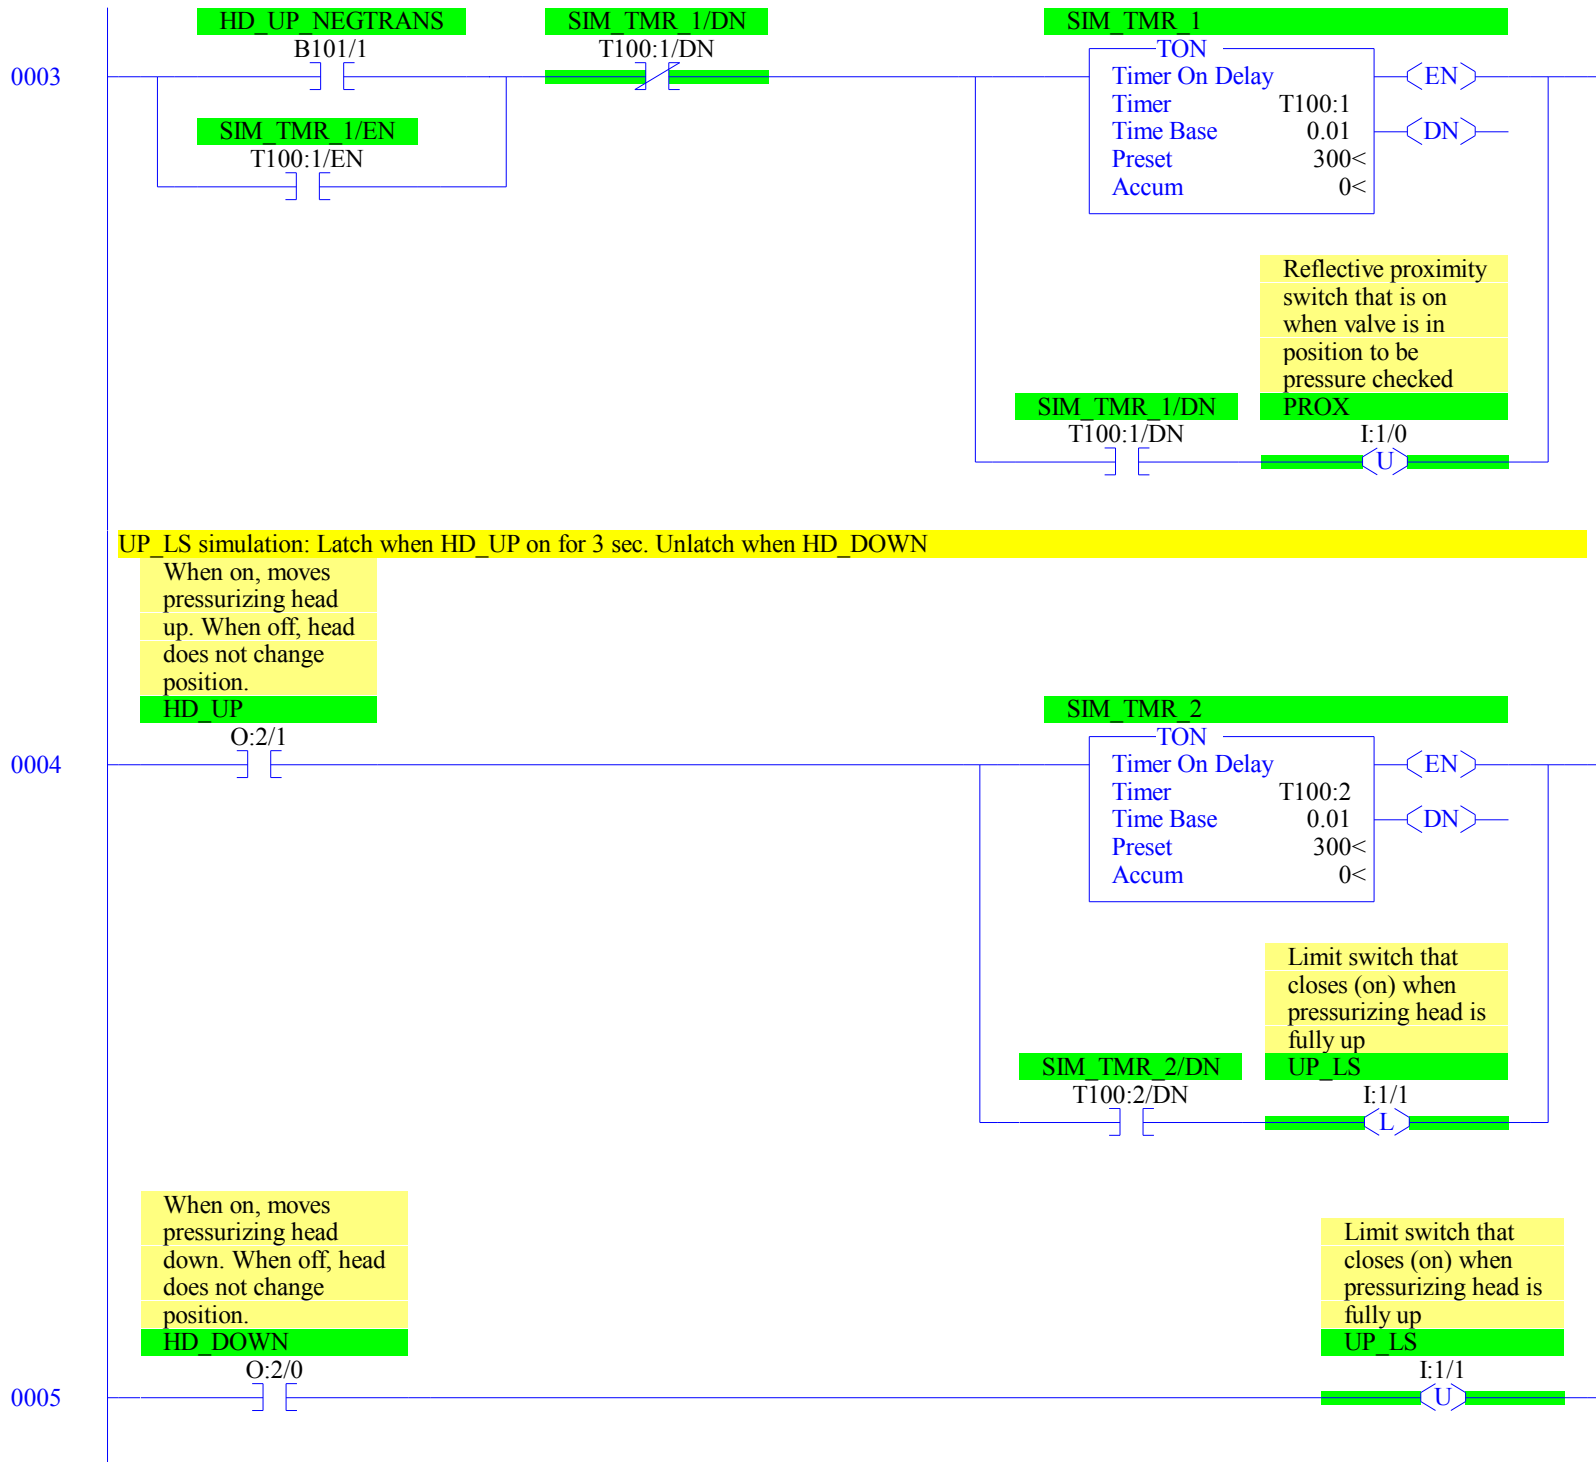 HD_UP_NEGTRANS
B101/1
SIM_TMR_1/DN
T100:1/DN
SIM_TMR_1
0003
SIM_TMR_1/EN
T100:1/EN
TON
Timer On Delay
Timer T100:1
Time Base 0.01
Preset 300<
Accum 0<
EN
DN
Reflective proximity
switch that is on
when valve is in
position to be
pressure checked
SIM_TMR_1/DN
T100:1/DN
PROX
I:1/0
U
UP_LS simulation: Latch when HD_UP on for 3 sec. Unlatch when HD_DOWN
When on, moves
pressurizing head
up. When off, head
does not change
position.
HD_UP
O:2/1
0004
SIM_TMR_2
TON
Timer On Delay
Timer T100:2
Time Base 0.01
Preset 300<
Accum 0<
EN
DN
Limit switch that
closes (on) when
pressurizing head is
fully up
SIM_TMR_2/DN
T100:2/DN
UP_LS
I:1/1
L
When on, moves
pressurizing head
down. When off, head
does not change
position.
HD_DOWN
O:2/0
0005
Limit switch that
closes (on) when
pressurizing head is
fully up
UP_LS
I:1/1
U